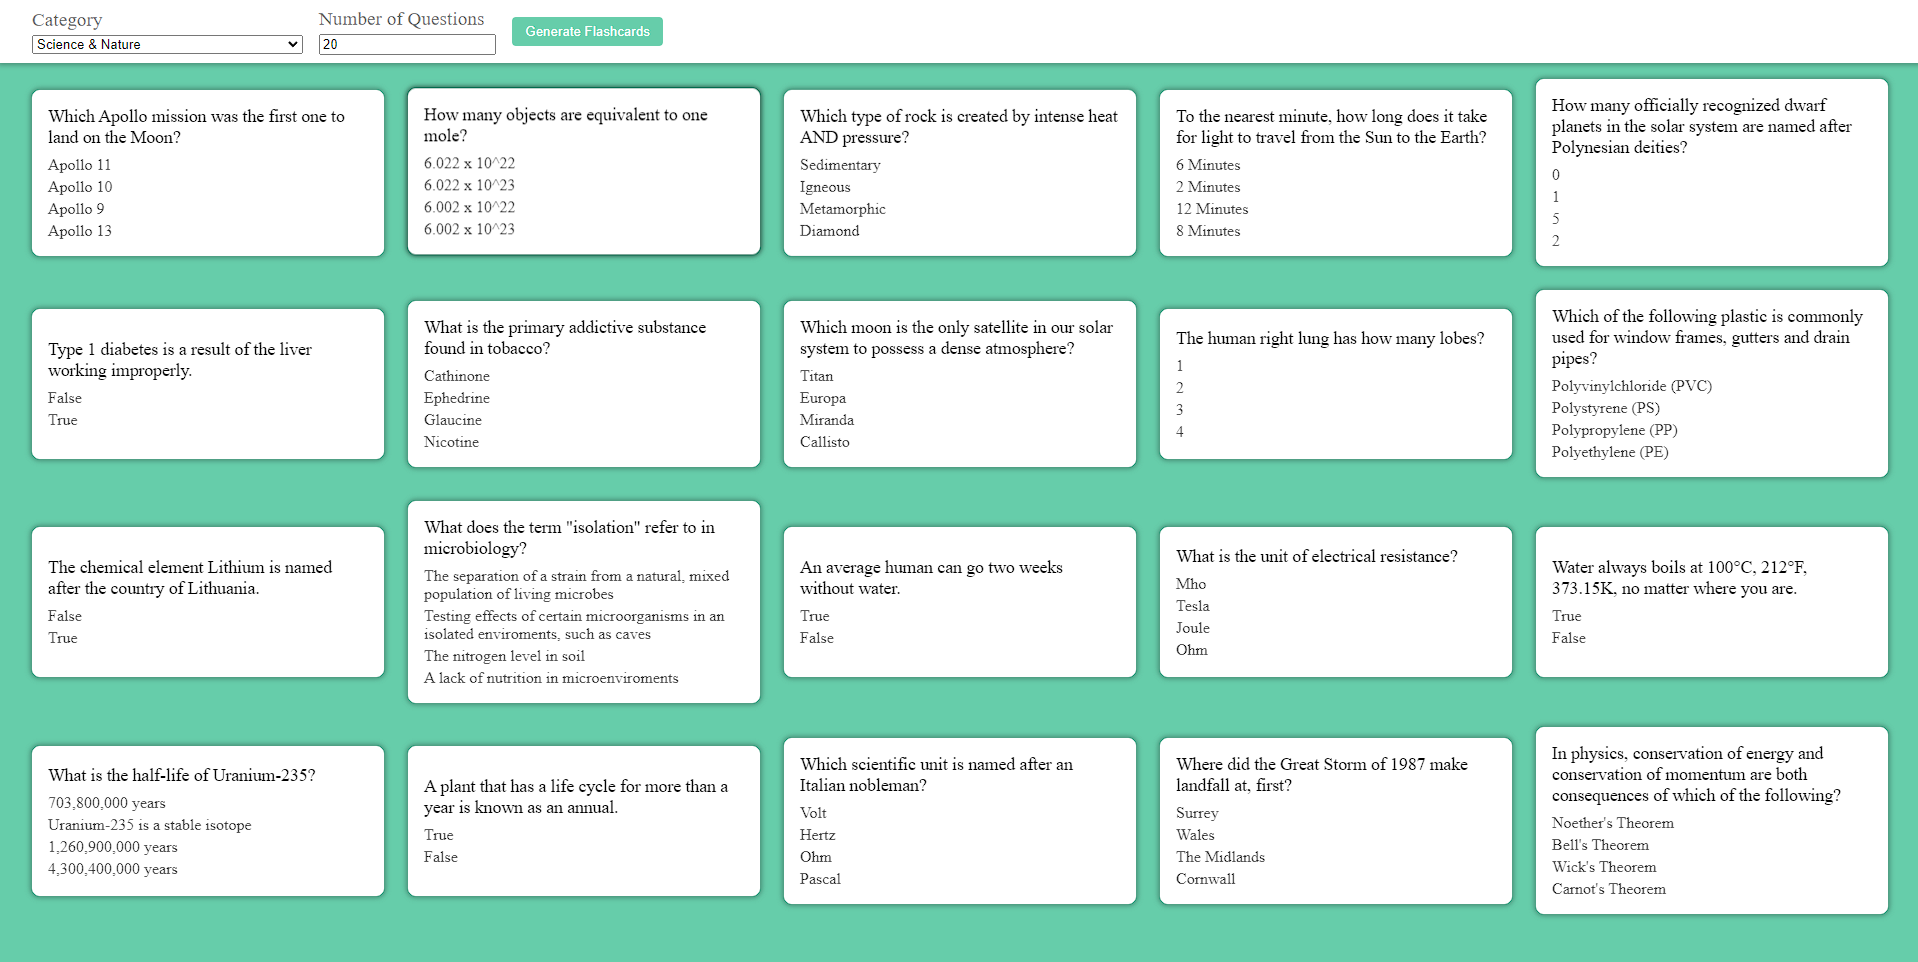 Category
Science & Nature
Number of Questions
20
Generate Flashcards
Which Apollo mission was the first one to
land on the Moon?
Apollo 11
Apollo 10
Apollo 9
Apollo 13
How many objects are equivalent to one
mole?
6.022 x 10^22
6.022 x 10^23
6.002 x 10^22
6.002 x 10^23
Which type of rock is created by intense heat
AND pressure?
Sedimentary
Igneous
Metamorphic
Diamond
To the nearest minute, how long does it take
for light to travel from the Sun to the Earth?
6 Minutes
2 Minutes
12 Minutes
8 Minutes
How many officially recognized dwarf
planets in the solar system are named after
Polynesian deities?
0
1
5
2
Type 1 diabetes is a result of the liver
working improperly.
False
True
What is the primary addictive substance
found in tobacco?
Cathinone
Ephedrine
Glaucine
Nicotine
Which moon is the only satellite in our solar
system to possess a dense atmosphere?
Titan
Europa
Miranda
Callisto
The human right lung has how many lobes?
1
2
3
4
Which of the following plastic is commonly
used for window frames, gutters and drain
pipes?
Polyvinylchloride (PVC)
Polystyrene (PS)
Polypropylene (PP)
Polyethylene (PE)
The chemical element Lithium is named
after the country of Lithuania.
False
True
What does the term "isolation" refer to in
microbiology?
The separation of a strain from a natural, mixed
population of living microbes
Testing effects of certain microorganisms in an
isolated enviroments, such as caves
The nitrogen level in soil
A lack of nutrition in microenviroments
An average human can go two weeks
without water.
True
False
What is the unit of electrical resistance?
Mho
Tesla
Joule
Ohm
Water always boils at 100°C, 212°F,
373.15K, no matter where you are.
True
False
What is the half-life of Uranium-235?
703,800,000 years
Uranium-235 is a stable isotope
1,260,900,000 years
4,300,400,000 years
A plant that has a life cycle for more than a
year is known as an annual.
True
False
Which scientific unit is named after an
Italian nobleman?
Volt
Hertz
Ohm
Pascal
Where did the Great Storm of 1987 make
landfall at, first?
Surrey
Wales
The Midlands
Cornwall
In physics, conservation of energy and
conservation of momentum are both
consequences of which of the following?
Noether's Theorem
Bell's Theorem
Wick's Theorem
Carnot's Theorem